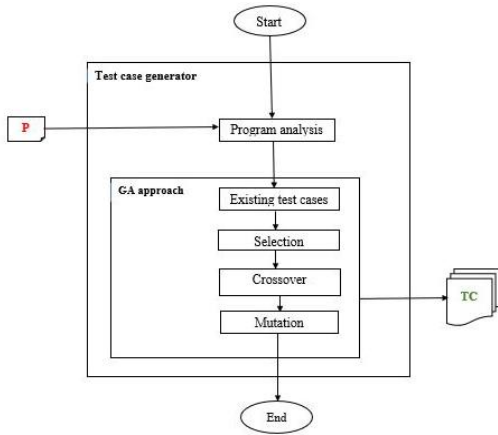 Start
Test case generator
P
Program analysis
GA approach
Existing test cases
Selection
Crossover
TC
Mutation
End